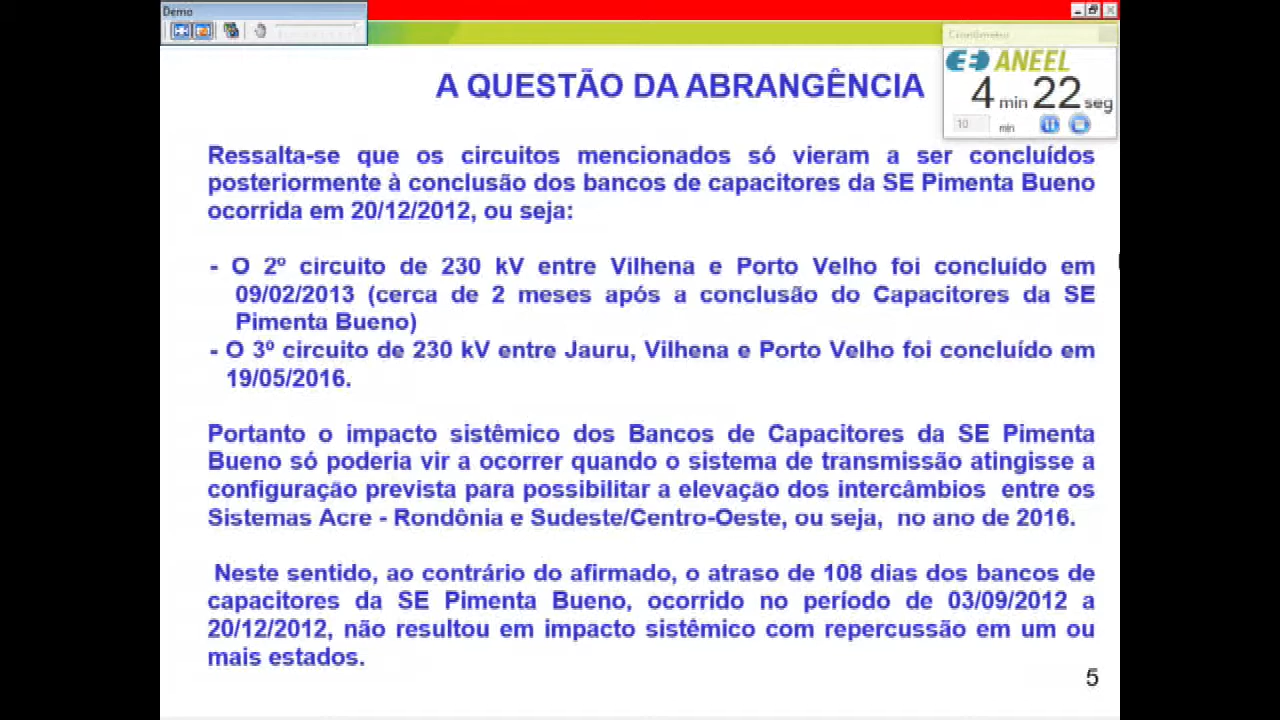 Demo
Cronômetro
ANEEL
4 min 22 seg
10 min
A QUESTÃO DA ABRANGÊNCIA
Ressalta-se que os circuitos mencionados só vieram a ser concluídos
posteriormente à conclusão dos bancos de capacitores da SE Pimenta Bueno
ocorrida em 20/12/2012, ou seja:
- O 2º circuito de 230 kV entre Vilhena e Porto Velho foi concluído em
09/02/2013 (cerca de 2 meses após a conclusão do Capacitores da SE
Pimenta Bueno)
- O 3º circuito de 230 kV entre Jauru, Vilhena e Porto Velho foi concluído em
19/05/2016.
Portanto o impacto sistêmico dos Bancos de Capacitores da SE Pimenta
Bueno só poderia vir a ocorrer quando o sistema de transmissão atingisse a
configuração prevista para possibilitar a elevação dos intercâmbios entre os
Sistemas Acre - Rondônia e Sudeste/Centro-Oeste, ou seja, no ano de 2016.
Neste sentido, ao contrário do afirmado, o atraso de 108 dias dos bancos de
capacitores da SE Pimenta Bueno, ocorrido no período de 03/09/2012 a
20/12/2012, não resultou em impacto sistêmico com repercussão em um ou
mais estados.
5